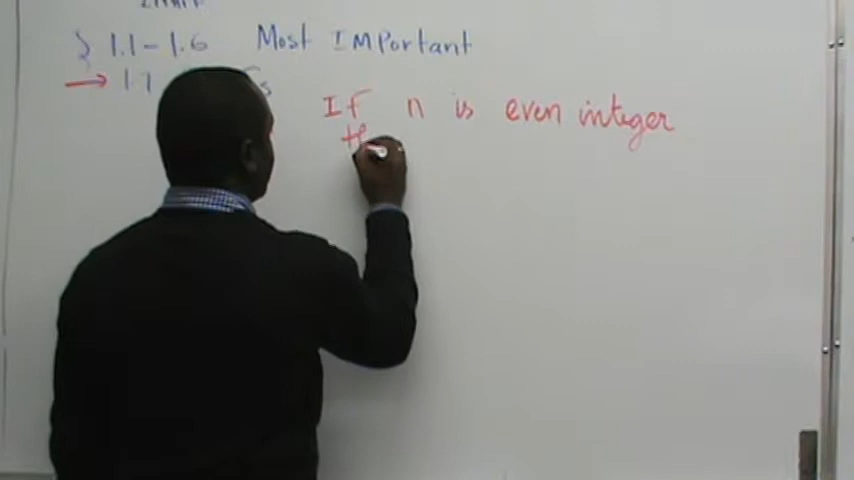 1.1 - 1.6 Most Important
If n is even integer